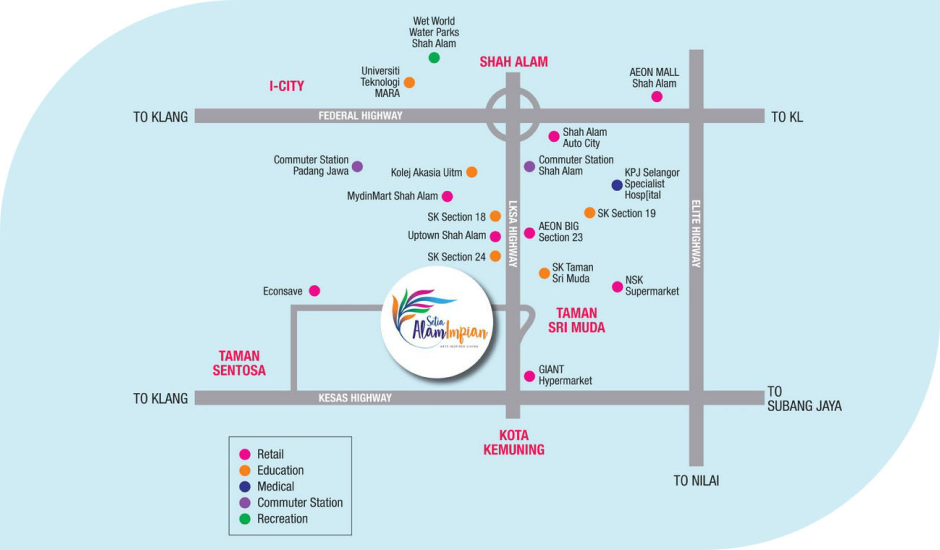 Wet World
Water Parks
Shah Alam
SHAH ALAM
Universiti
Teknologi
MARA
I-CITY
AEON MALL
Shah Alam
TO KLANG
FEDERAL HIGHWAY
TO KL
Shah Alam
Auto City
Commuter Station
Padang Jawa
Kolej Akasia Uitm
Commuter Station
Shah Alam
KPJ Selangor
Specialist
Hosp[ital
MydinMart Shah Alam
LKSA HIGHWAY
ELITE HIGHWAY
SK Section 18
SK Section 19
Uptown Shah Alam
AEON BIG
Section 23
SK Section 24
SK Taman
Sri Muda
NSK
Supermarket
Econsave
Setia
AlamImpian
TAMAN
SRI MUDA
TAMAN
SENTOSA
GIANT
Hypermarket
TO KLANG
KESAS HIGHWAY
TO
SUBANG JAYA
KOTA
KEMUNING
TO NILAI
Retail
Education
Medical
Commuter Station
Recreation